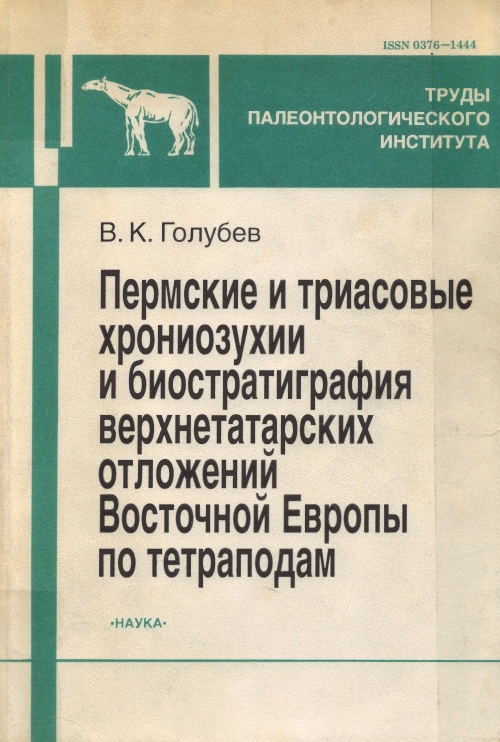 ISSN 0376—1444
ТРУДЫ
ПАЛЕОНТОЛОГИЧЕСКОГО
ИНСТИТУТА
В. К. Голубев
Пермские и триасовые
хрониозухии
и биостратиграфия
верхнетатарских
отложений
Восточной Европы
по тетраподам
•НАУКА•